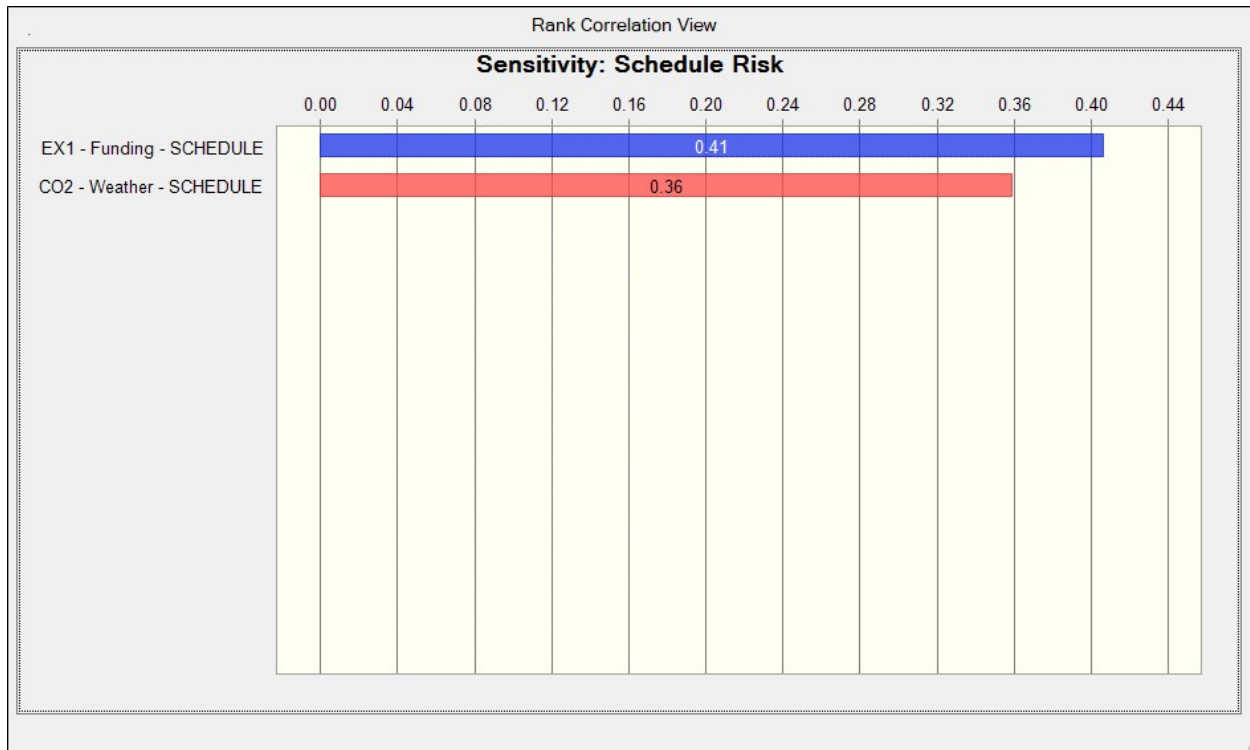 Rank Correlation View
Sensitivity: Schedule Risk
0.00 0.04 0.08 0.12 0.16 0.20 0.24 0.28 0.32 0.36 0.40 0.44
EX1 - Funding - SCHEDULE 0.41
CO2 - Weather - SCHEDULE 0.36